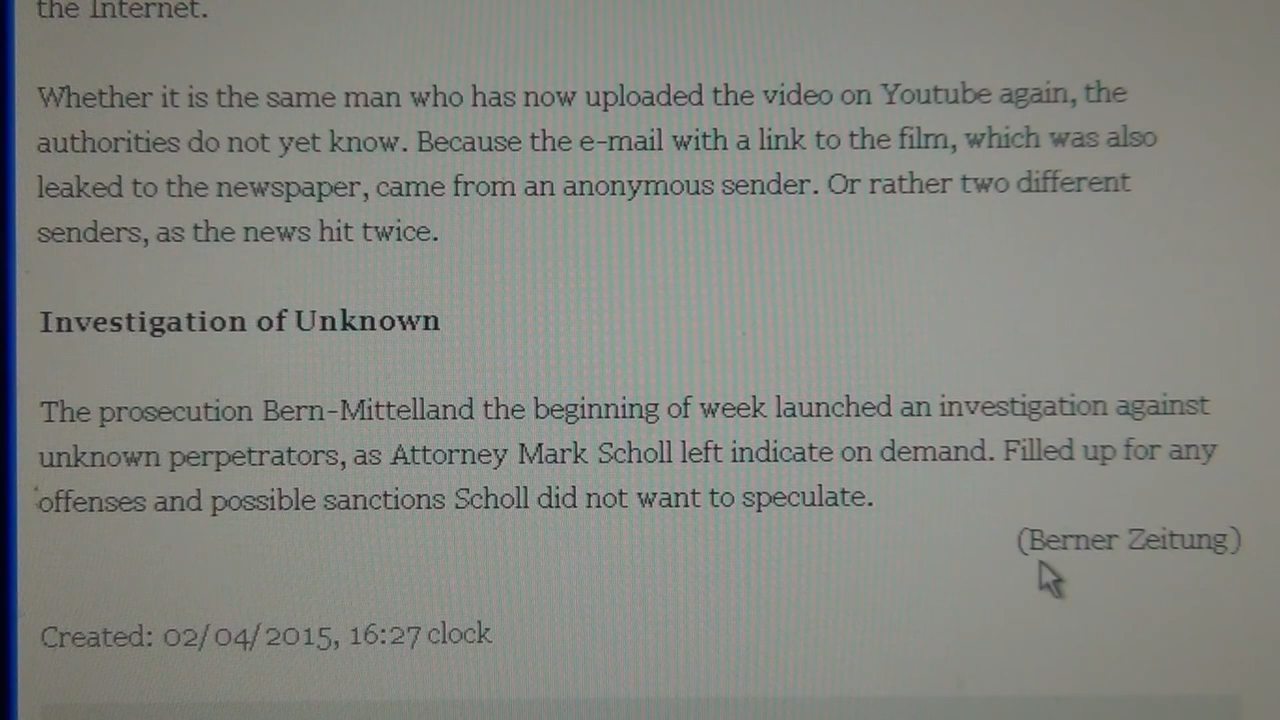 the Internet.
Whether it is the same man who has now uploaded the video on Youtube again, the
authorities do not yet know. Because the e-mail with a link to the film, which was also
leaked to the newspaper, came from an anonymous sender. Or rather two different
senders, as the news hit twice.
Investigation of Unknown
The prosecution Bern-Mittelland the beginning of week launched an investigation against
unknown perpetrators, as Attorney Mark Scholl left indicate on demand. Filled up for any
offenses and possible sanctions Scholl did not want to speculate.
(Berner Zeitung)
Created: 02/04/2015, 16:27 clock